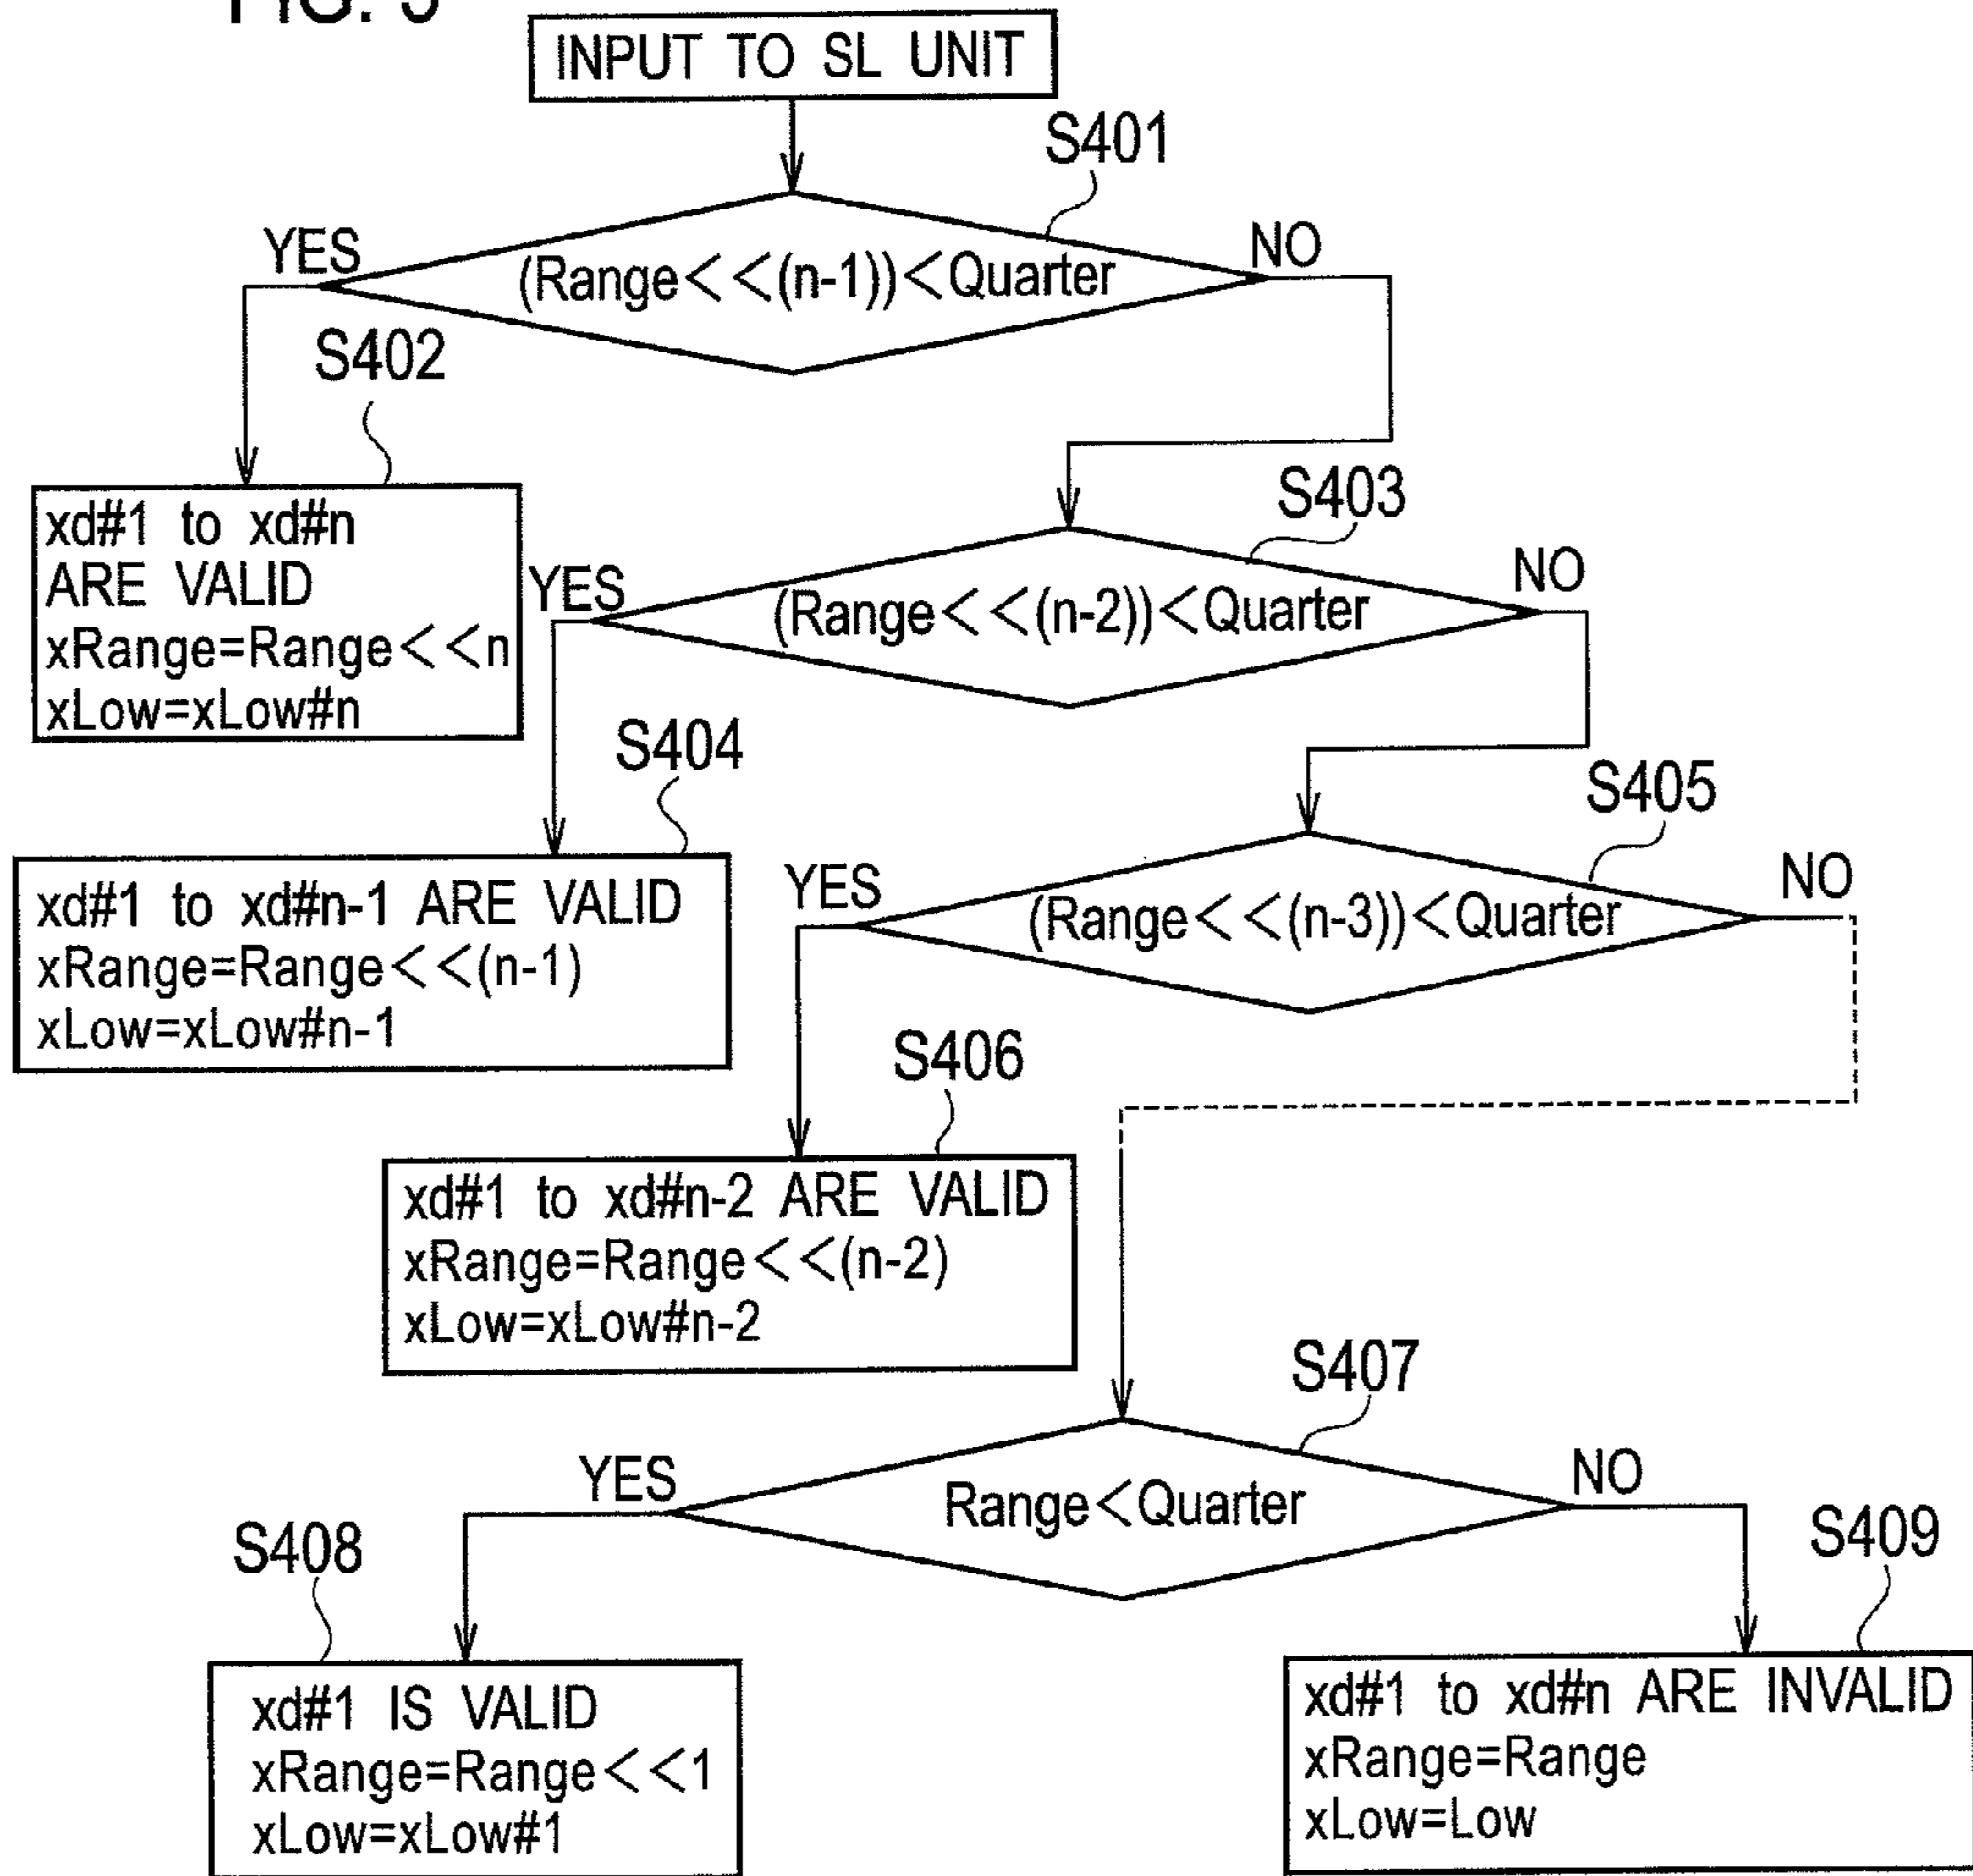 INPUT TO SL UNIT
S401
YES
(Range<<(n-1))<Quarter
NO
S402
xd#1 to xd#n
ARE VALID
xRange=Range<<n
xLow=xLow#n
S403
YES
(Range<<(n-2))<Quarter
NO
S404
xd#1 to xd#n-1 ARE VALID
xRange=Range<<(n-1)
xLow=xLow#n-1
S405
YES
(Range<<(n-3))<Quarter
NO
S406
xd#1 to xd#n-2 ARE VALID
xRange=Range<<(n-2)
xLow=xLow#n-2
S407
YES
Range<Quarter
NO
S408
xd#1 IS VALID
xRange=Range<<1
xLow=xLow#1
S409
xd#1 to xd#n ARE INVALID
xRange=Range
xLow=Low